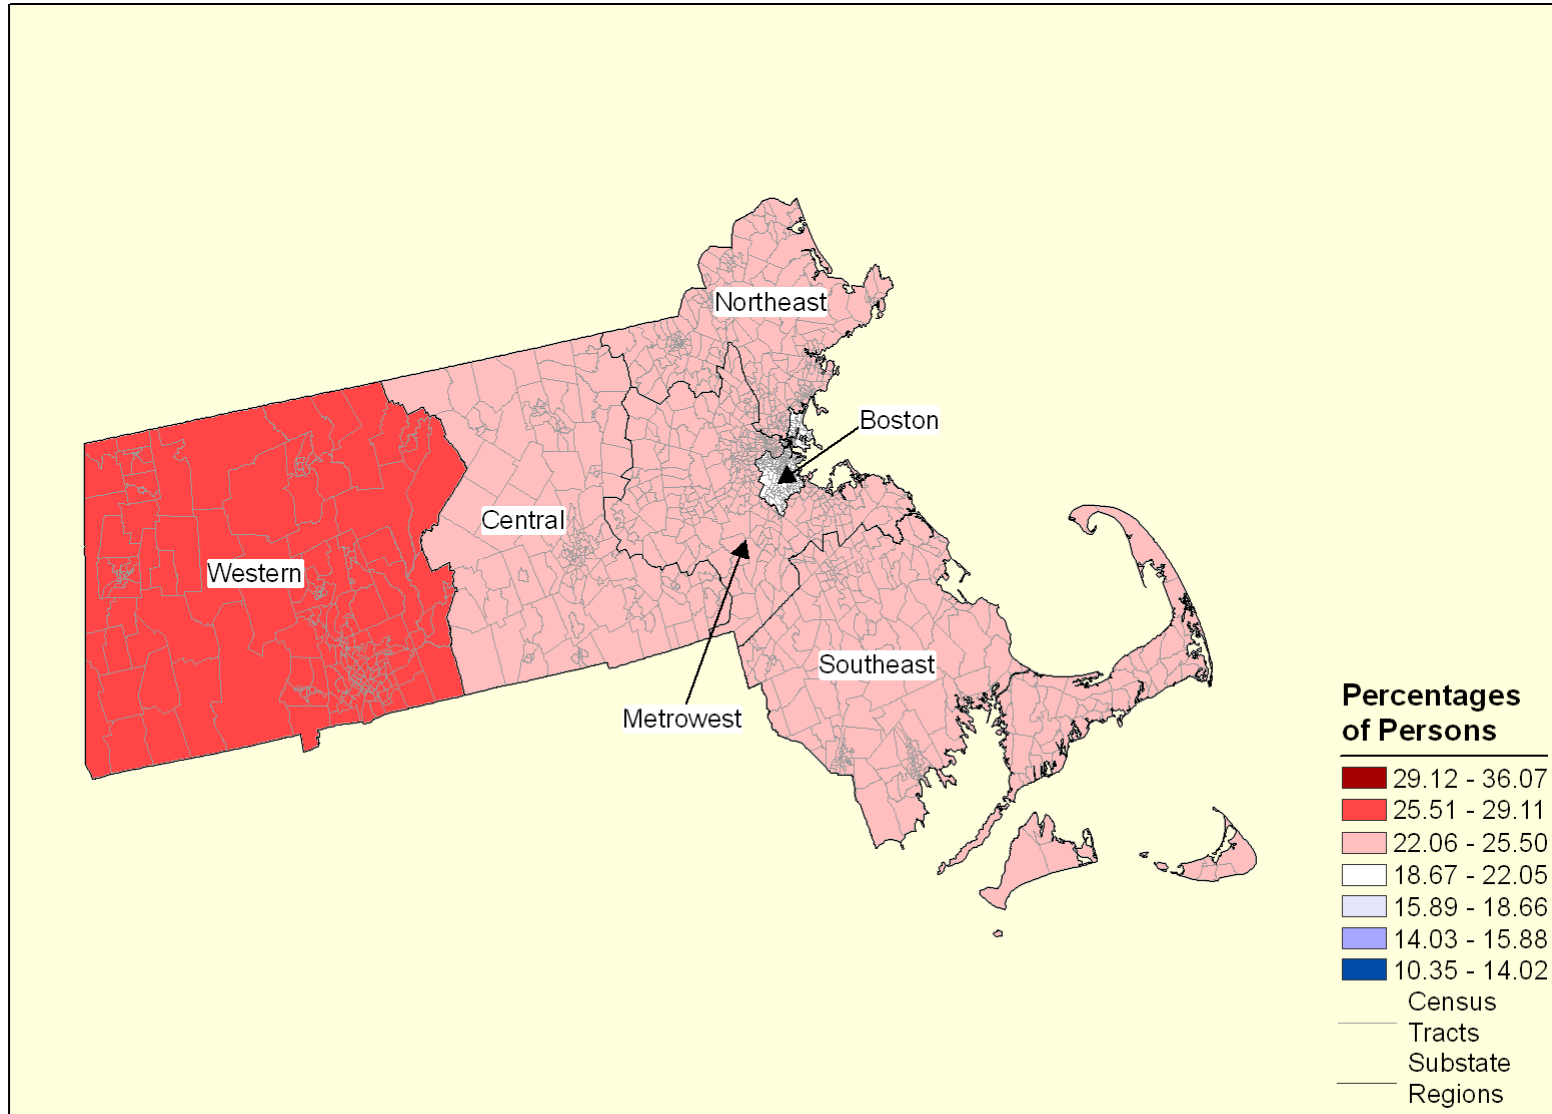 Northeast
Boston
Central
Western
Southeast
Metrowest
Percentages
of Persons
29.12 - 36.07
25.51 - 29.11
22.06 - 25.50
18.67 - 22.05
15.89 - 18.66
14.03 - 15.88
10.35 - 14.02
Census
Tracts
Substate
Regions